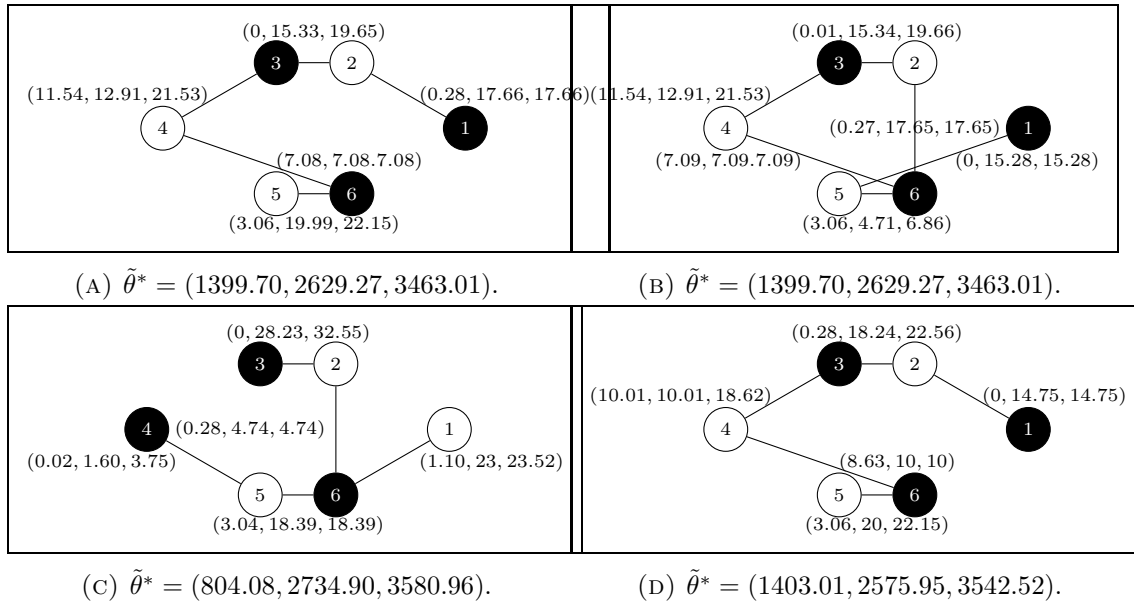 (0, 15.33, 19.65)
3 2
(11.54, 12.91, 21.53)
(0.28, 17.66, 17.66)
4 1
(7.08, 7.08.7.08)
5 6
(3.06, 19.99, 22.15)
(A) θ̃* = (1399.70, 2629.27, 3463.01).
(0.01, 15.34, 19.66)
3 2
(11.54, 12.91, 21.53)
4 (0.27, 17.65, 17.65) 1
(7.09, 7.09.7.09) (0, 15.28, 15.28)
5 6
(3.06, 4.71, 6.86)
(B) θ̃* = (1399.70, 2629.27, 3463.01).
(0, 28.23, 32.55)
3 2
4 (0.28, 4.74, 4.74) 1
(0.02, 1.60, 3.75) (1.10, 23, 23.52)
5 6
(3.04, 18.39, 18.39)
(C) θ̃* = (804.08, 2734.90, 3580.96).
(0.28, 18.24, 22.56)
3 2
(10.01, 10.01, 18.62) (0, 14.75, 14.75)
4 1
(8.63, 10, 10)
5 6
(3.06, 20, 22.15)
(D) θ̃* = (1403.01, 2575.95, 3542.52).